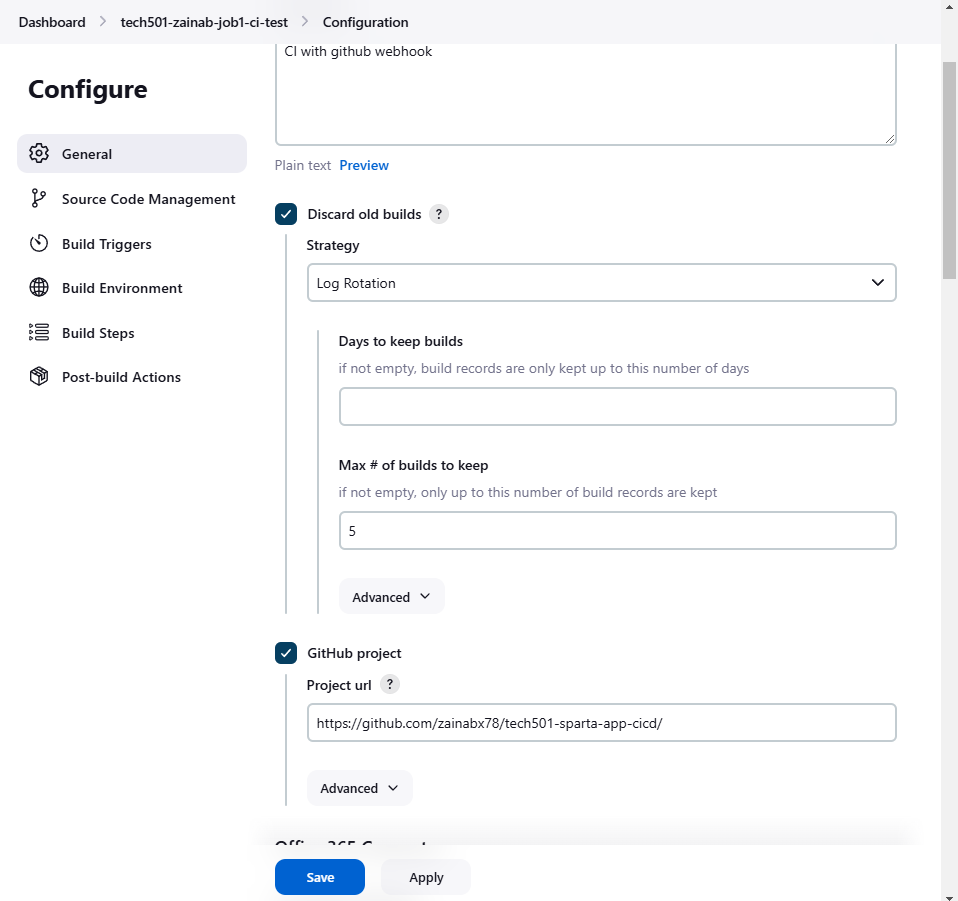 Dashboard > tech501-zainab-job1-ci-test > Configuration
Configure
General
Source Code Management
Build Triggers
Build Environment
Build Steps
Post-build Actions
CI with github webhook
Plain text Preview
Discard old builds ?
Strategy
Log Rotation
Days to keep builds
if not empty, build records are only kept up to this number of days
Max # of builds to keep
if not empty, only up to this number of build records are kept
5
Advanced
GitHub project
Project url ?
https://github.com/zainabx78/tech501-sparta-app-cicd/
Advanced
Save Apply